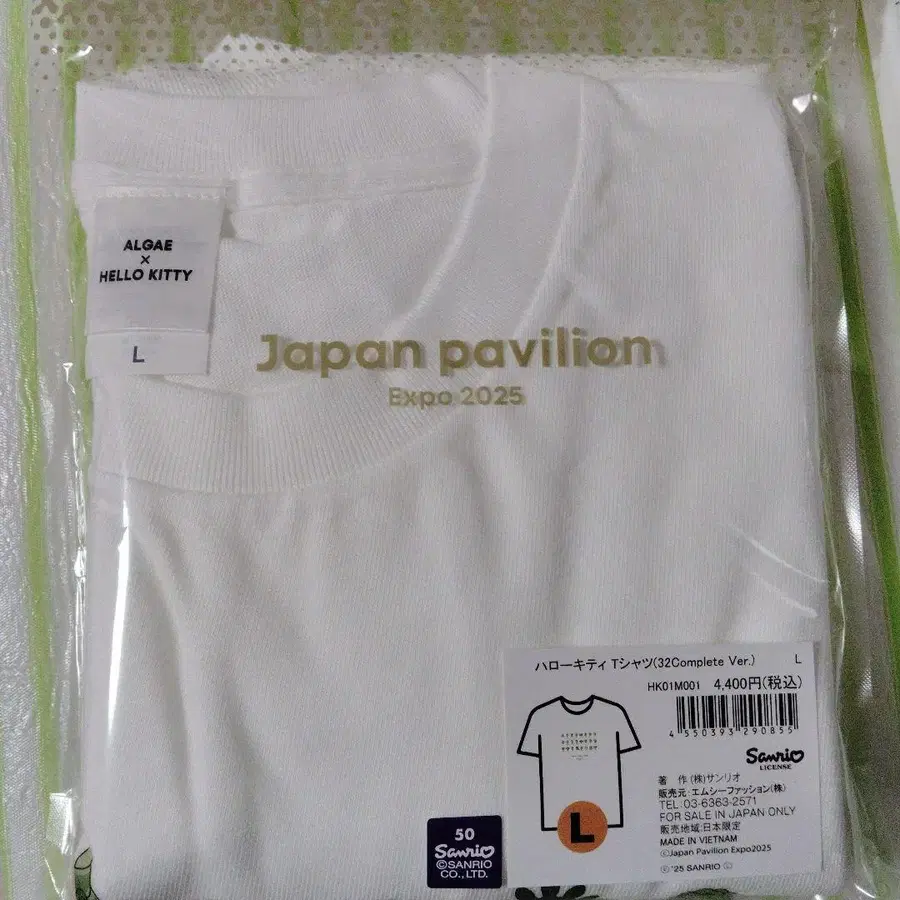 ALGAE
×
HELLO KITTY
L
Japan pavilion
Expo 2025
ハローキティ Tシャツ(32Complete Ver.) L
HK01M001 4,400円(税込)
4 550393 290855
Sanrio
LICENSE
著 作 (株)サンリオ
販売元:エムシーファッション(株)
TEL:03-6363-2571
FOR SALE IN JAPAN ONLY
販売地域:日本限定
MADE IN VIETNAM
ⓒJapan Pavilion Expo2025
ⓒ'25 SANRIO ⓒ
L
50
Sanrio
©SANRIO
CO., LTD.